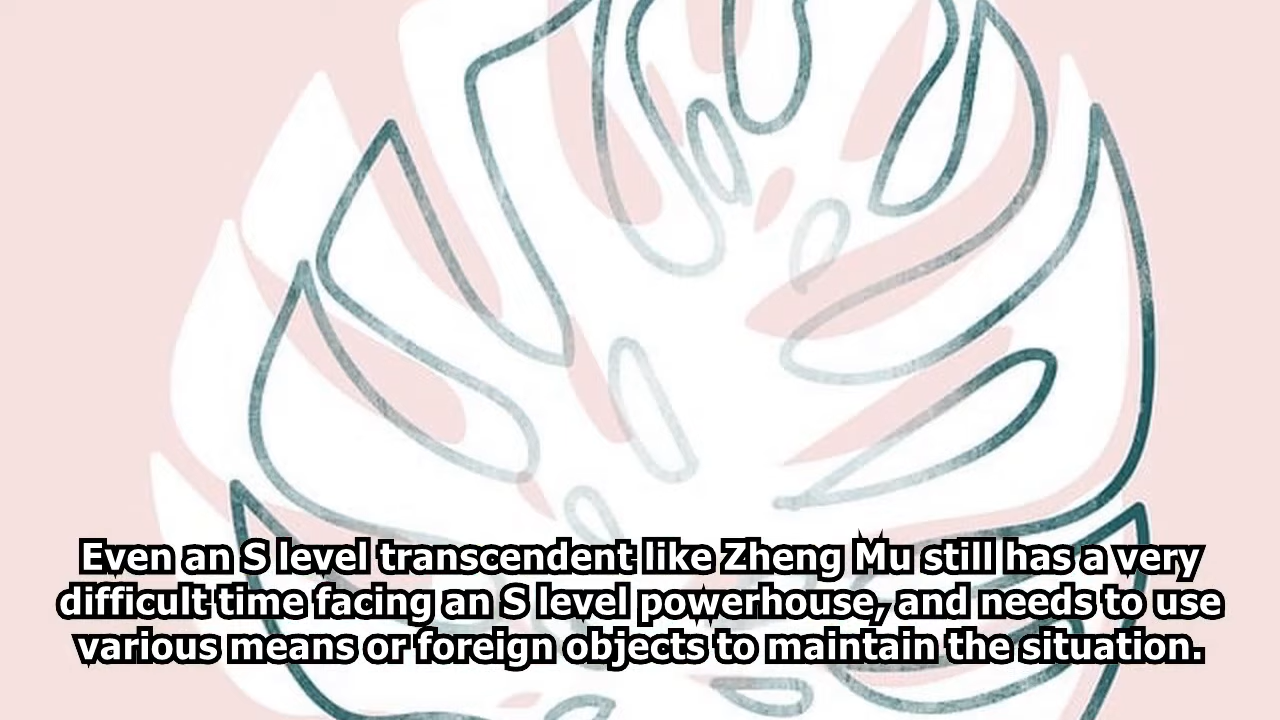 Even an S level transcendent like Zheng Mu still has a very
difficult time facing an S level powerhouse, and needs to use
various means or foreign objects to maintain the situation.